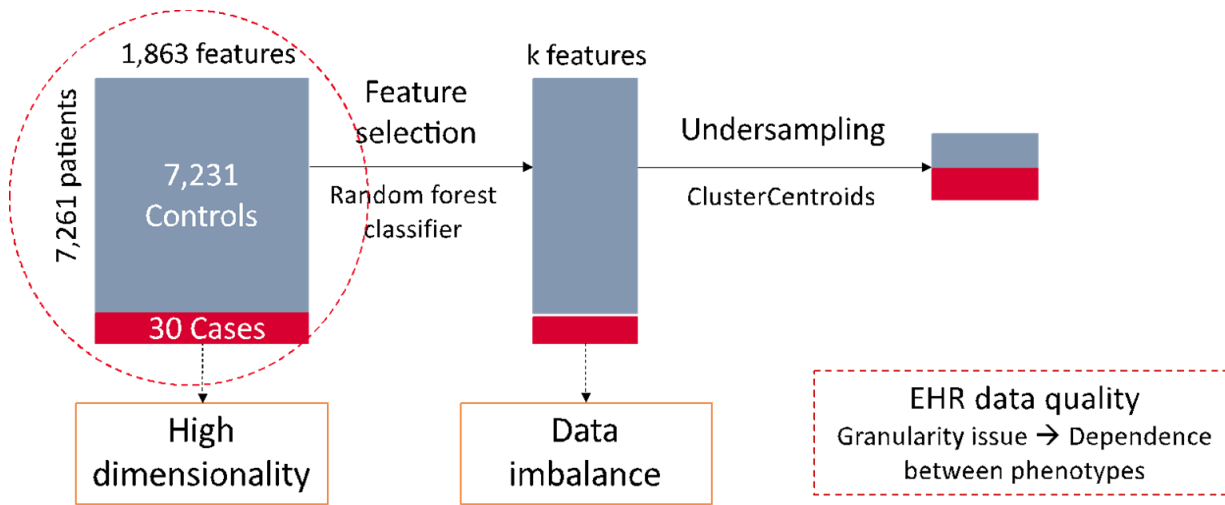 1,863 features
7,261 patients
7,231
Controls
30 Cases
High
dimensionality
Feature
selection
Random forest
classifier
k features
Data
imbalance
Undersampling
ClusterCentroids
EHR data quality
Granularity issue → Dependence
between phenotypes